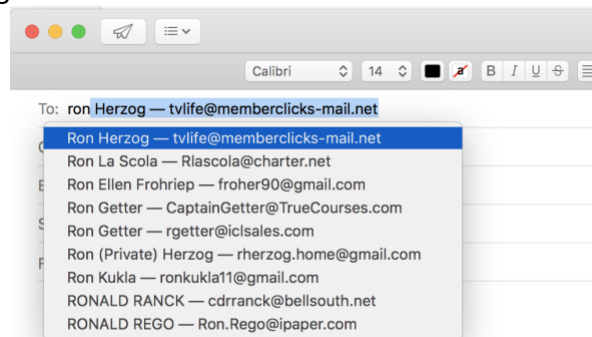 Calibri 14 a B I U S
To: ron Herzog — tvlife@memberclicks-mail.net
Ron Herzog — tvlife@memberclicks-mail.net
Ron La Scola — Rlascola@charter.net
Ron Ellen Frohriep — froher90@gmail.com
Ron Getter — CaptainGetter@TrueCourses.com
Ron Getter — rgetter@iclsales.com
Ron (Private) Herzog — rherzog.home@gmail.com
Ron Kukla — ronkukla11@gmail.com
RONALD RANCK — cdrranck@bellsouth.net
RONALD REGO — Ron.Rego@ipaper.com